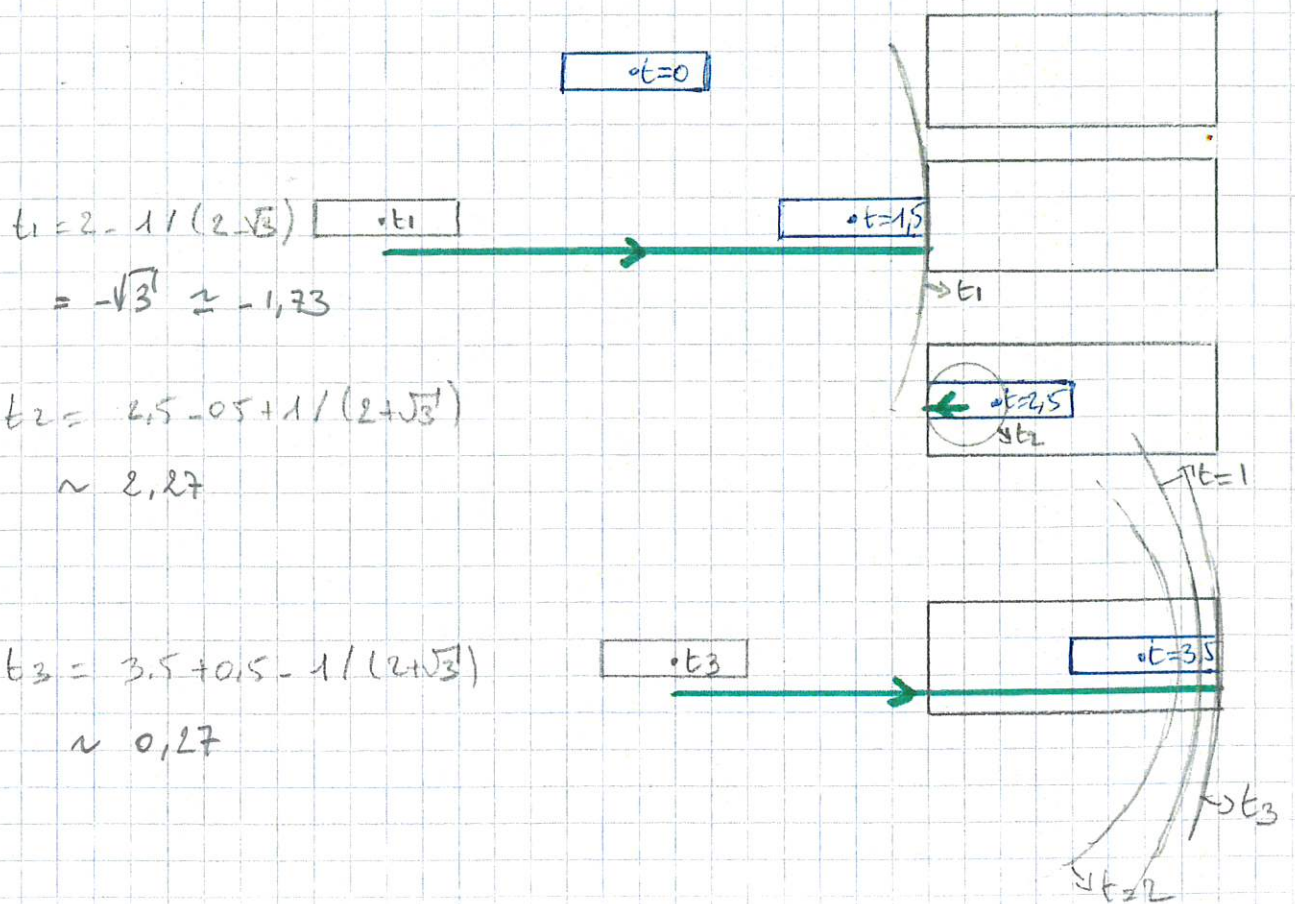 •t=0
t1 = 2 - 1 / (2-√3)
•t1
•t=1,5
= -√3 ≃ -1,73
→ t1
t2 = 2,5 - 05 + 1 / (2+√3)
•t=2,5
↘t2
~ 2,27
t=1
t3 = 3.5 + 0,5 - 1 / (2+√3)
•t3
•t=3,5
~ 0,27
→ t3
↘ t=2